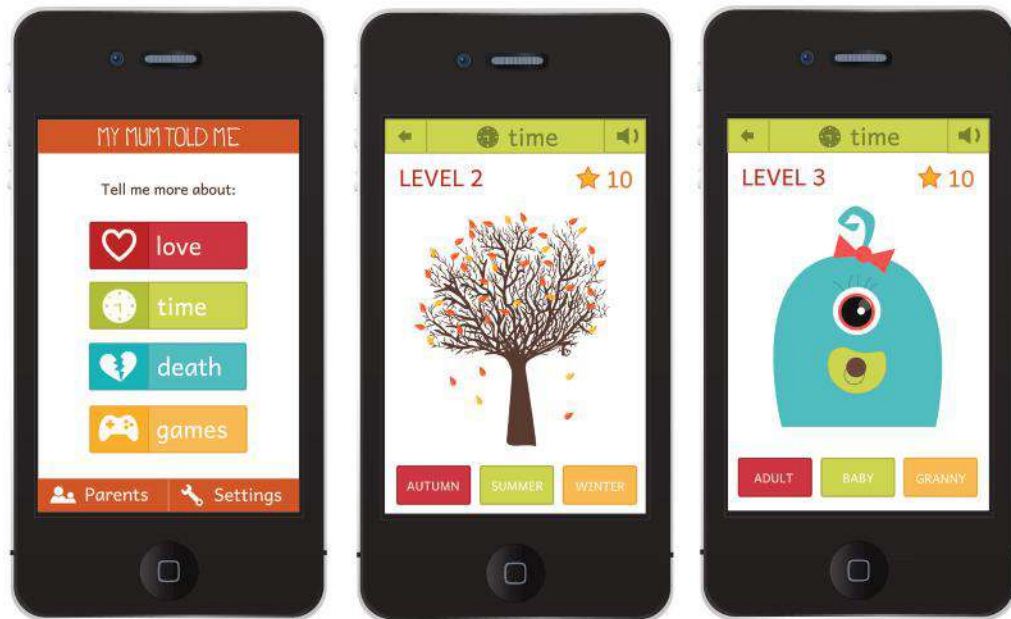 MY MUM TOLD ME
Tell me more about:
love
time
death
games
Parents
Settings
time
LEVEL 2
10
AUTUMN
SUMMER
WINTER
time
LEVEL 3
10
ADULT
BABY
GRANNY